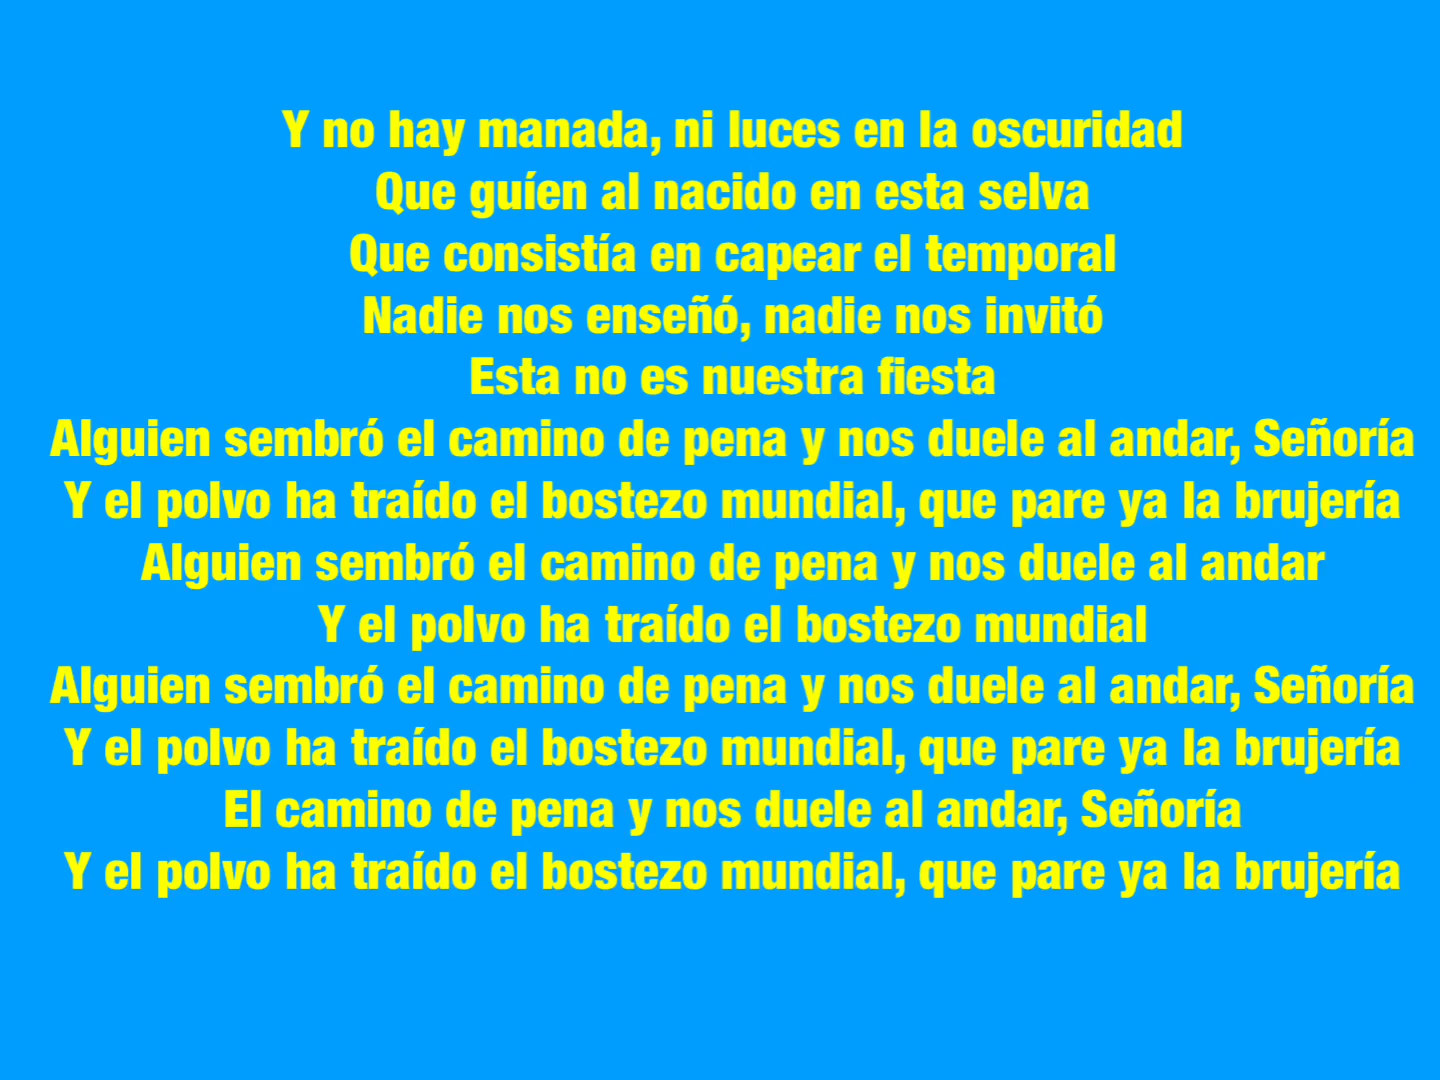 Y no hay manada, ni luces en la oscuridad
Que guíen al nacido en esta selva
Que consistía en capear el temporal
Nadie nos enseñó, nadie nos invitó
Esta no es nuestra fiesta
Alguien sembró el camino de pena y nos duele al andar, Señoría
Y el polvo ha traído el bostezo mundial, que pare ya la brujería
Alguien sembró el camino de pena y nos duele al andar
Y el polvo ha traído el bostezo mundial
Alguien sembró el camino de pena y nos duele al andar, Señoría
Y el polvo ha traído el bostezo mundial, que pare ya la brujería
El camino de pena y nos duele al andar, Señoría
Y el polvo ha traído el bostezo mundial, que pare ya la brujería